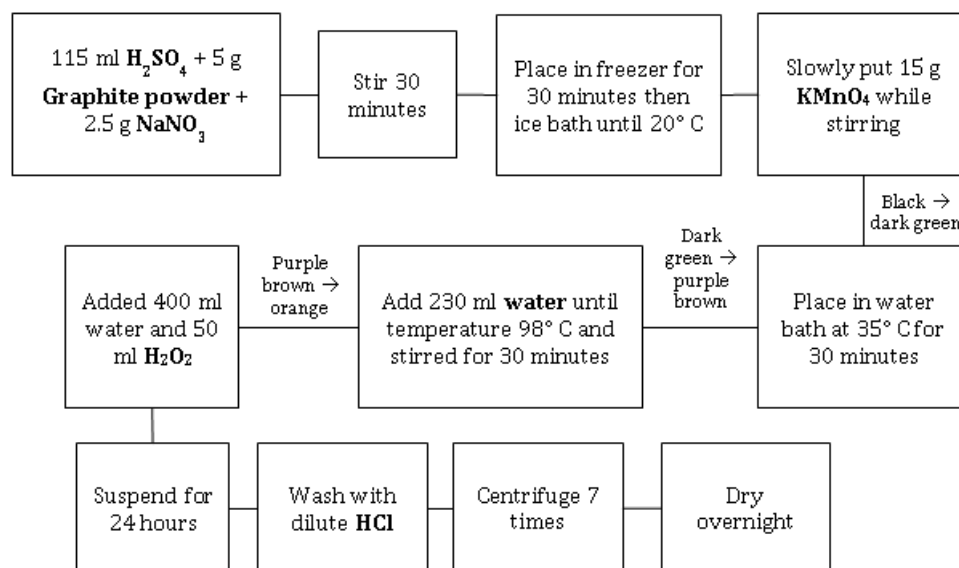 115 ml H₂SO₄ + 5 g
Graphite powder +
2.5 g NaNO₃
Stir 30
minutes
Place in freezer for
30 minutes then
ice bath until 20° C
Slowly put 15 g
KMnO₄ while
stirring
Black →
dark green
Place in water
bath at 35° C for
30 minutes
Dark
green →
purple
brown
Add 230 ml water until
temperature 98° C and
stirred for 30 minutes
Purple
brown →
orange
Added 400 ml
water and 50
ml H₂O₂
Suspend for
24 hours
Wash with
dilute HCl
Centrifuge 7
times
Dry
overnight